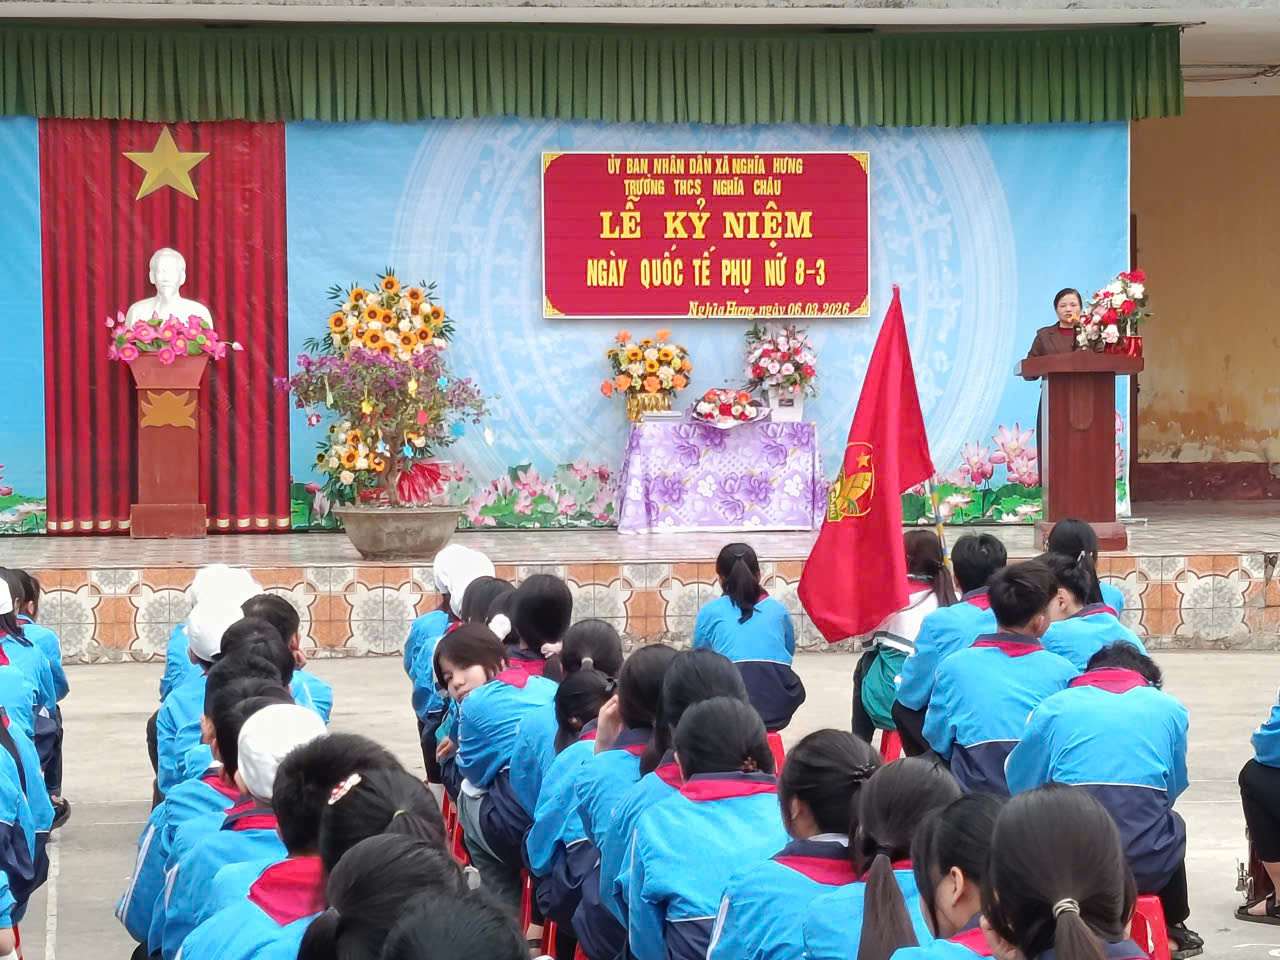 ỦY BAN NHÂN DÂN XÃ NGHĨA HƯNG
TRƯỜNG THCS NGHĨA CHÂU
LỄ KỶ NIỆM
NGÀY QUỐC TẾ PHỤ NỮ 8-3
Nghĩa Hưng, ngày 06.03.2026